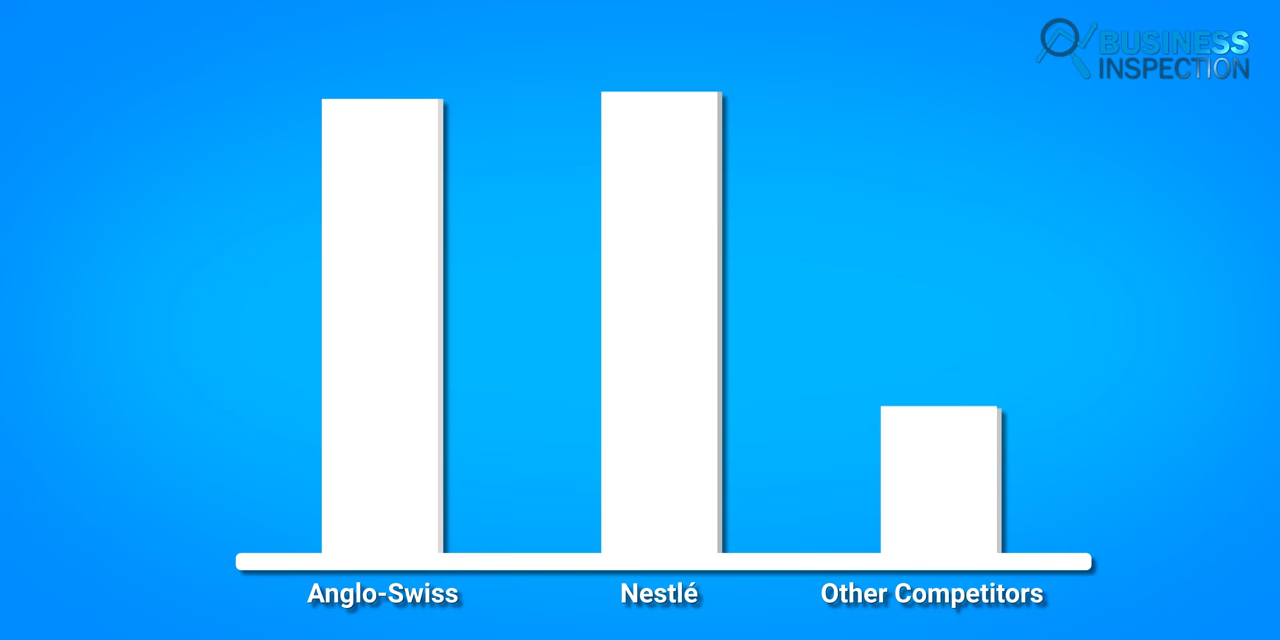 BUSINESS
INSPECTION
Anglo-Swiss
Nestlé
Other Competitors